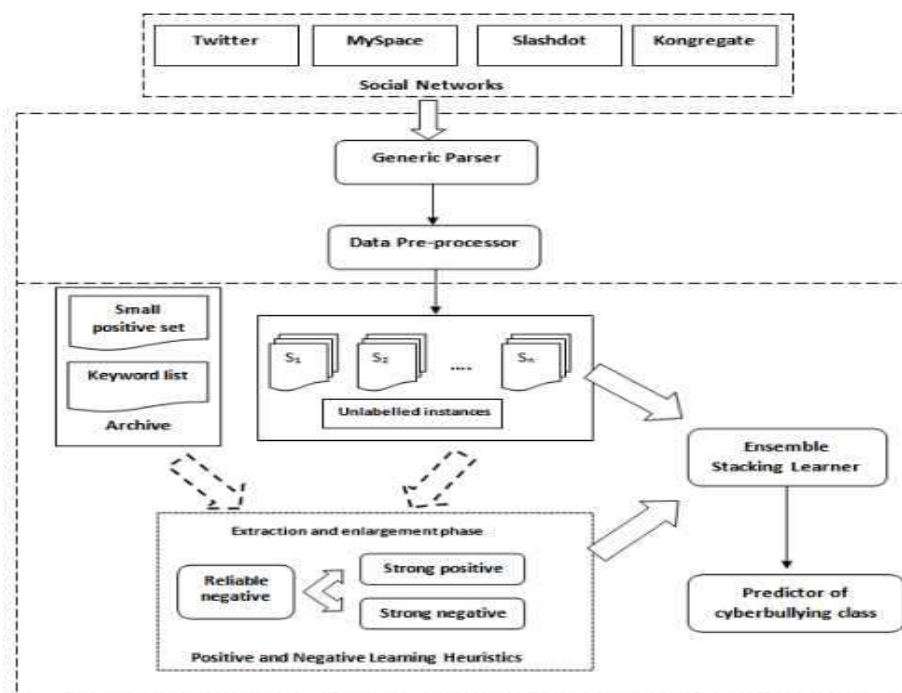 Twitter
MySpace
Slashdot
Kongregate
Social Networks
Generic Parser
Data Pre-processor
Small
positive set
Keyword list
Archive
S₁
S₂
....
Sₙ
Unlabelled instances
Ensemble
Stacking Learner
Extraction and enlargement phase
Reliable
negative
Strong positive
Strong negative
Positive and Negative Learning Heuristics
Predictor of
cyberbullying class